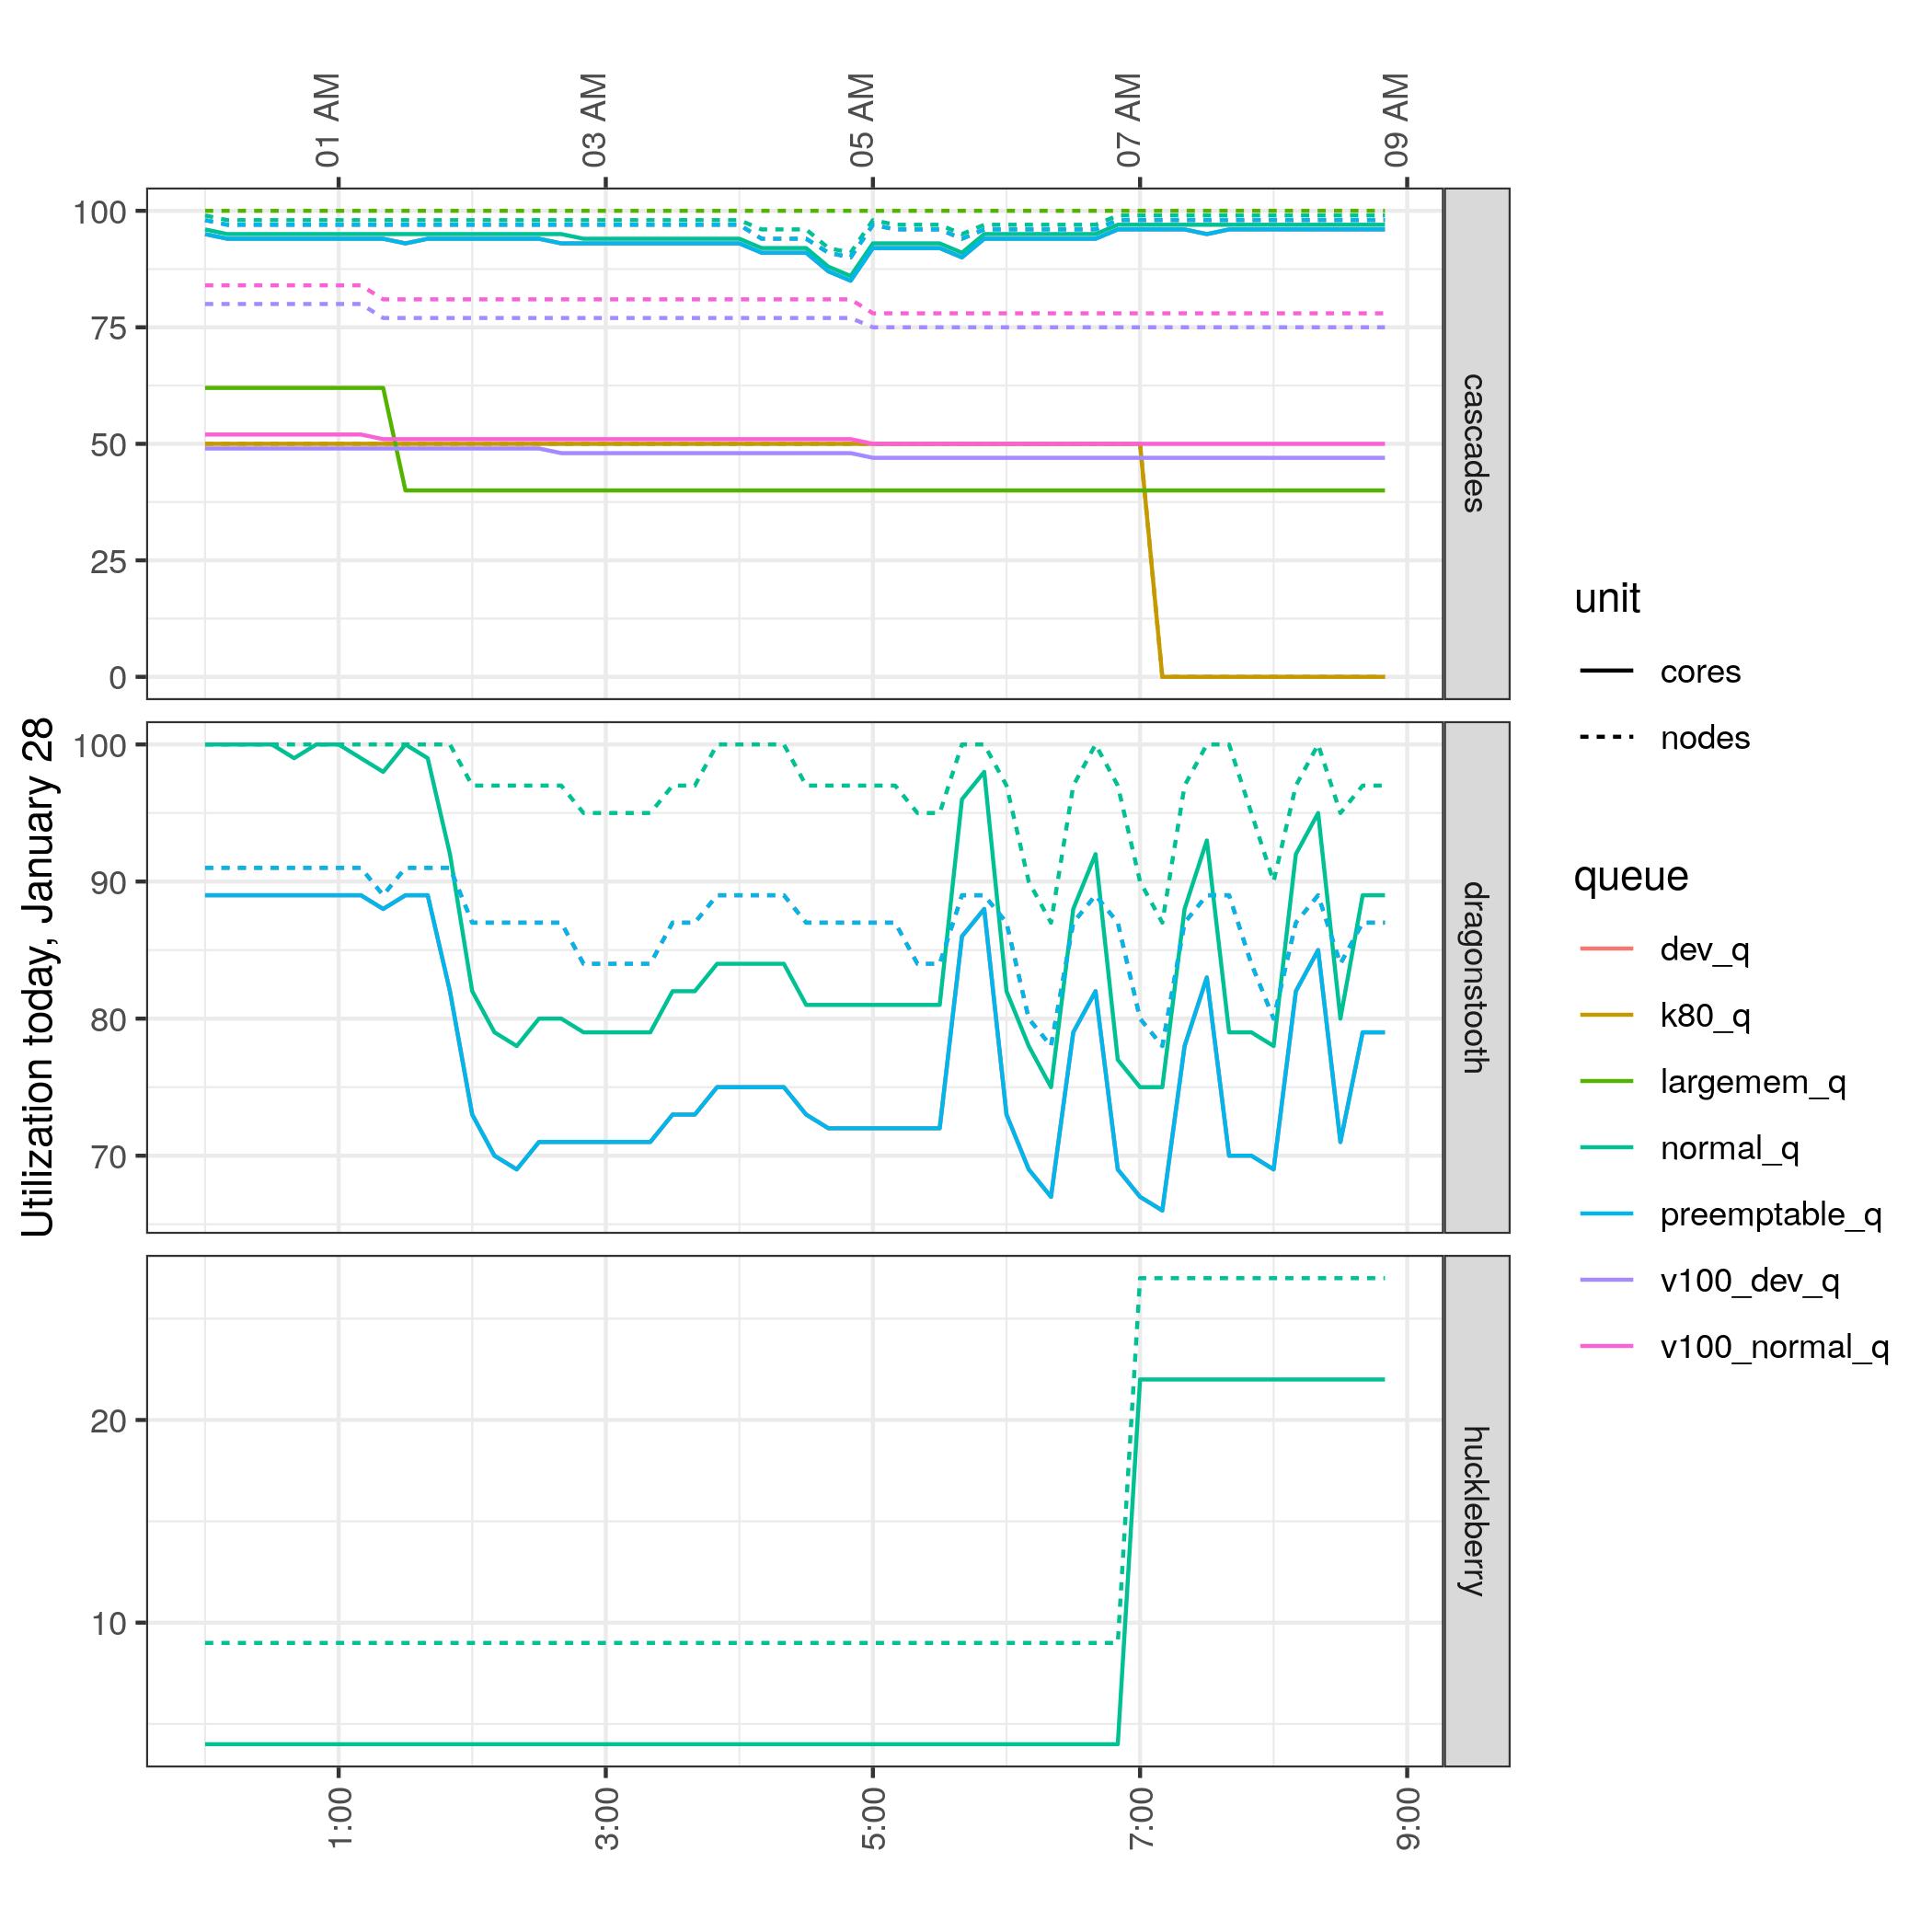 01 AM
03 AM
05 AM
07 AM
09 AM
100
75
50
25
0
cascades
Utilization today, January 28
100
90
80
70
dragonstooth
20
10
huckleberry
1:00
3:00
5:00
7:00
9:00
unit
cores
nodes
queue
dev_q
k80_q
largemem_q
normal_q
preemptable_q
v100_dev_q
v100_normal_q